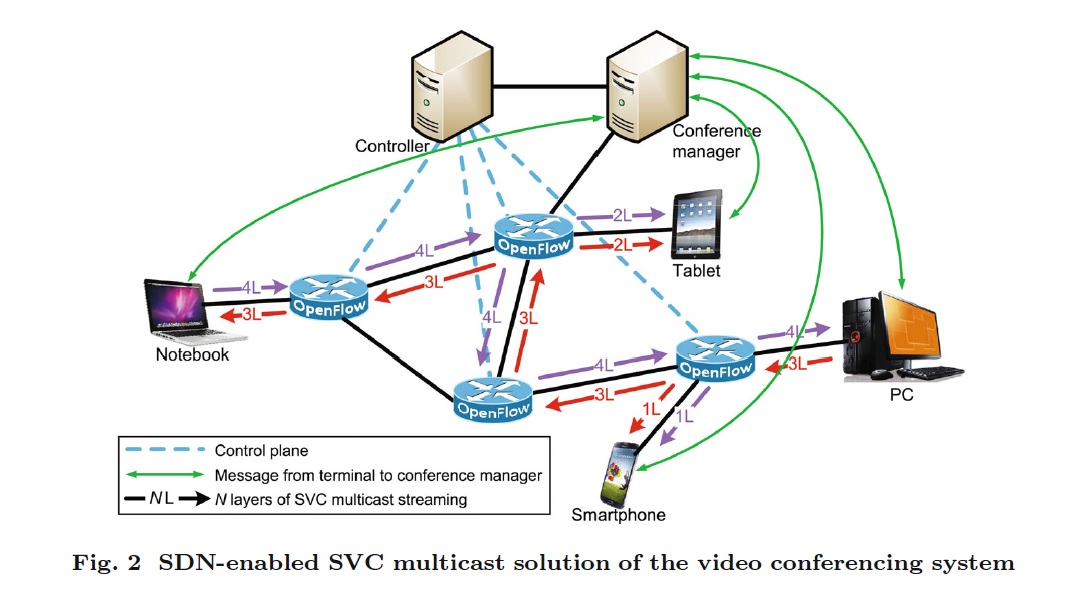 Controller
Conference
manager
2L
OpenFlow
2L
Tablet
4L
3L
4L
OpenFlow
3L
Notebook
4L
3L
4L
OpenFlow
4L
3L
PC
OpenFlow
3L
1L
1L
Smartphone
Control plane
Message from terminal to conference manager
NL N layers of SVC multicast streaming
Fig. 2 SDN-enabled SVC multicast solution of the video conferencing system